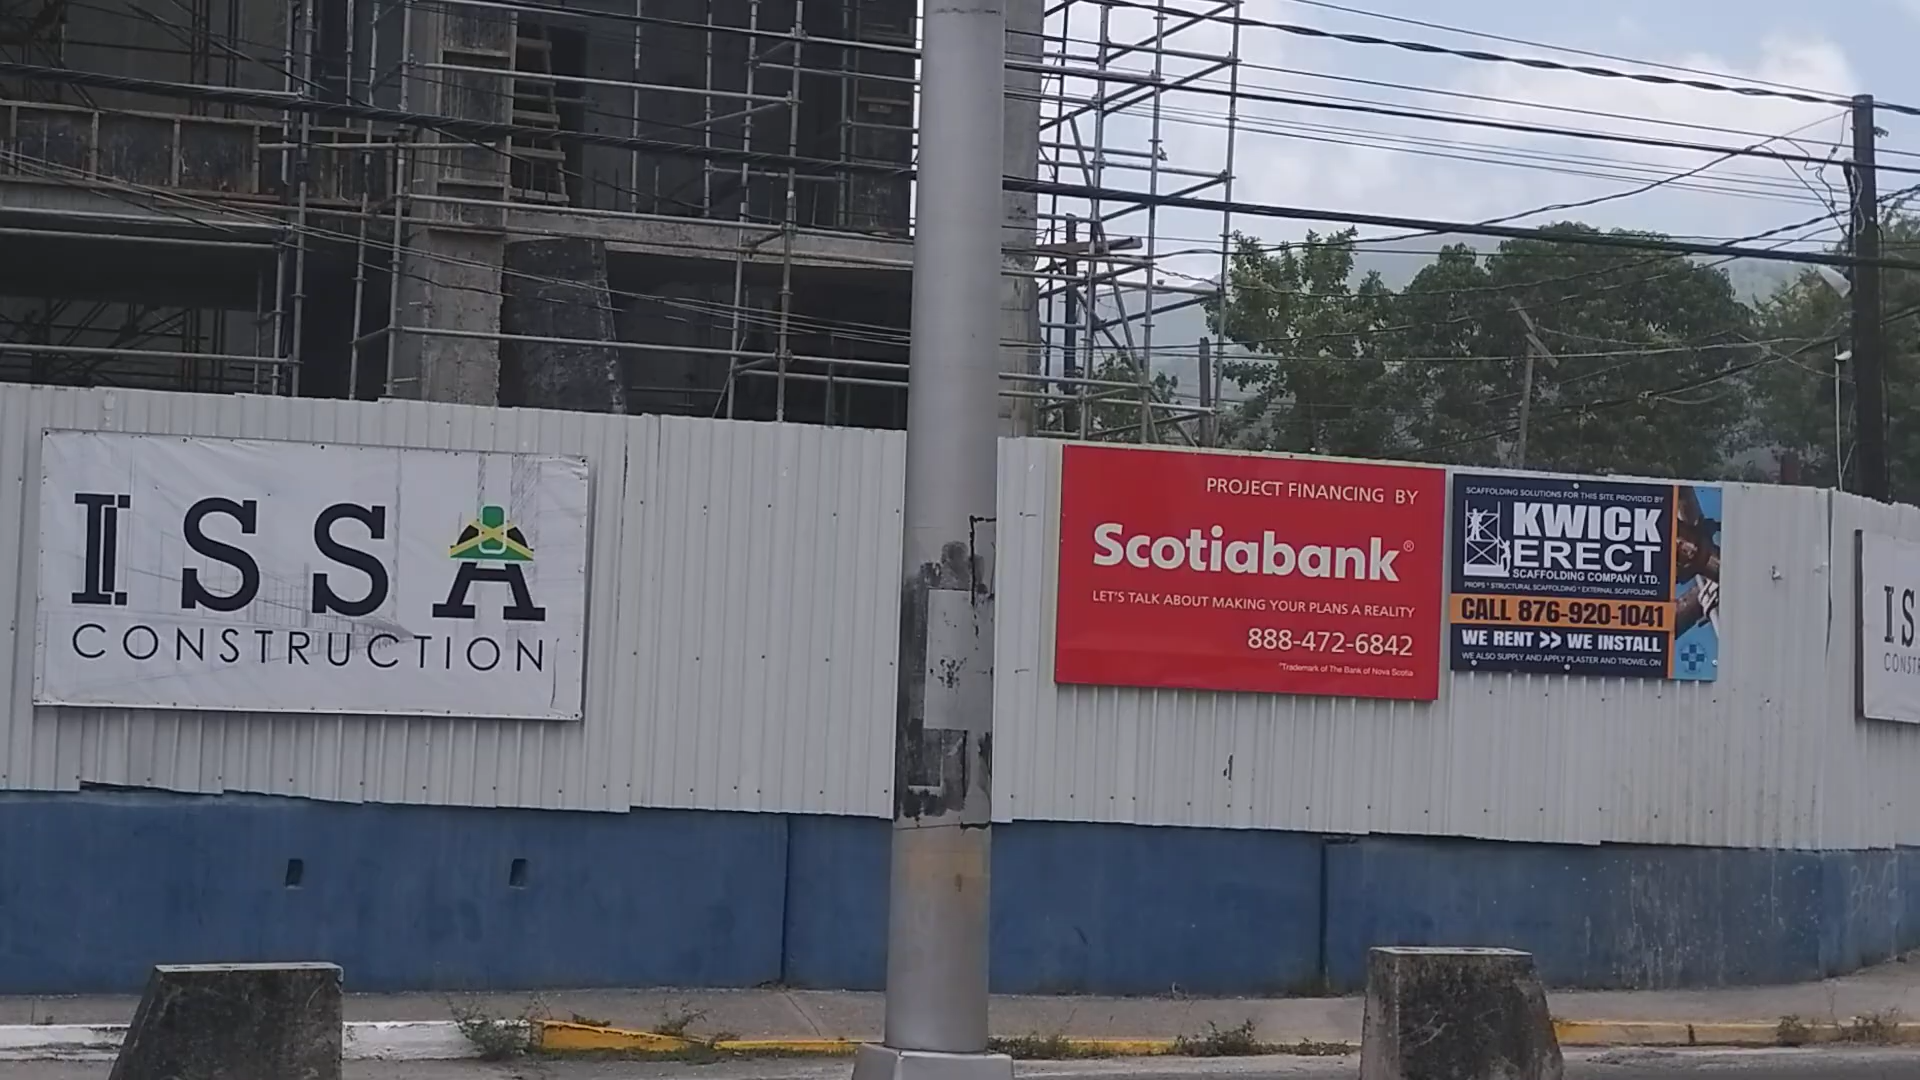 ISSA
CONSTRUCTION
PROJECT FINANCING BY
Scotiabank®
LET'S TALK ABOUT MAKING YOUR PLANS A REALITY
888-472-6842
*Trademark of The Bank of Nova Scotia
SCAFFOLDING SOLUTIONS FOR THIS SITE PROVIDED BY
KWICK
ERECT
SCAFFOLDING COMPANY LTD.
PROPS * STRUCTURAL SCAFFOLDING * EXTERNAL SCAFFOLDING
CALL 876-920-1041
WE RENT >> WE INSTALL
WE ALSO SUPPLY AND APPLY PLASTER AND TROWEL ON
IS
CONST